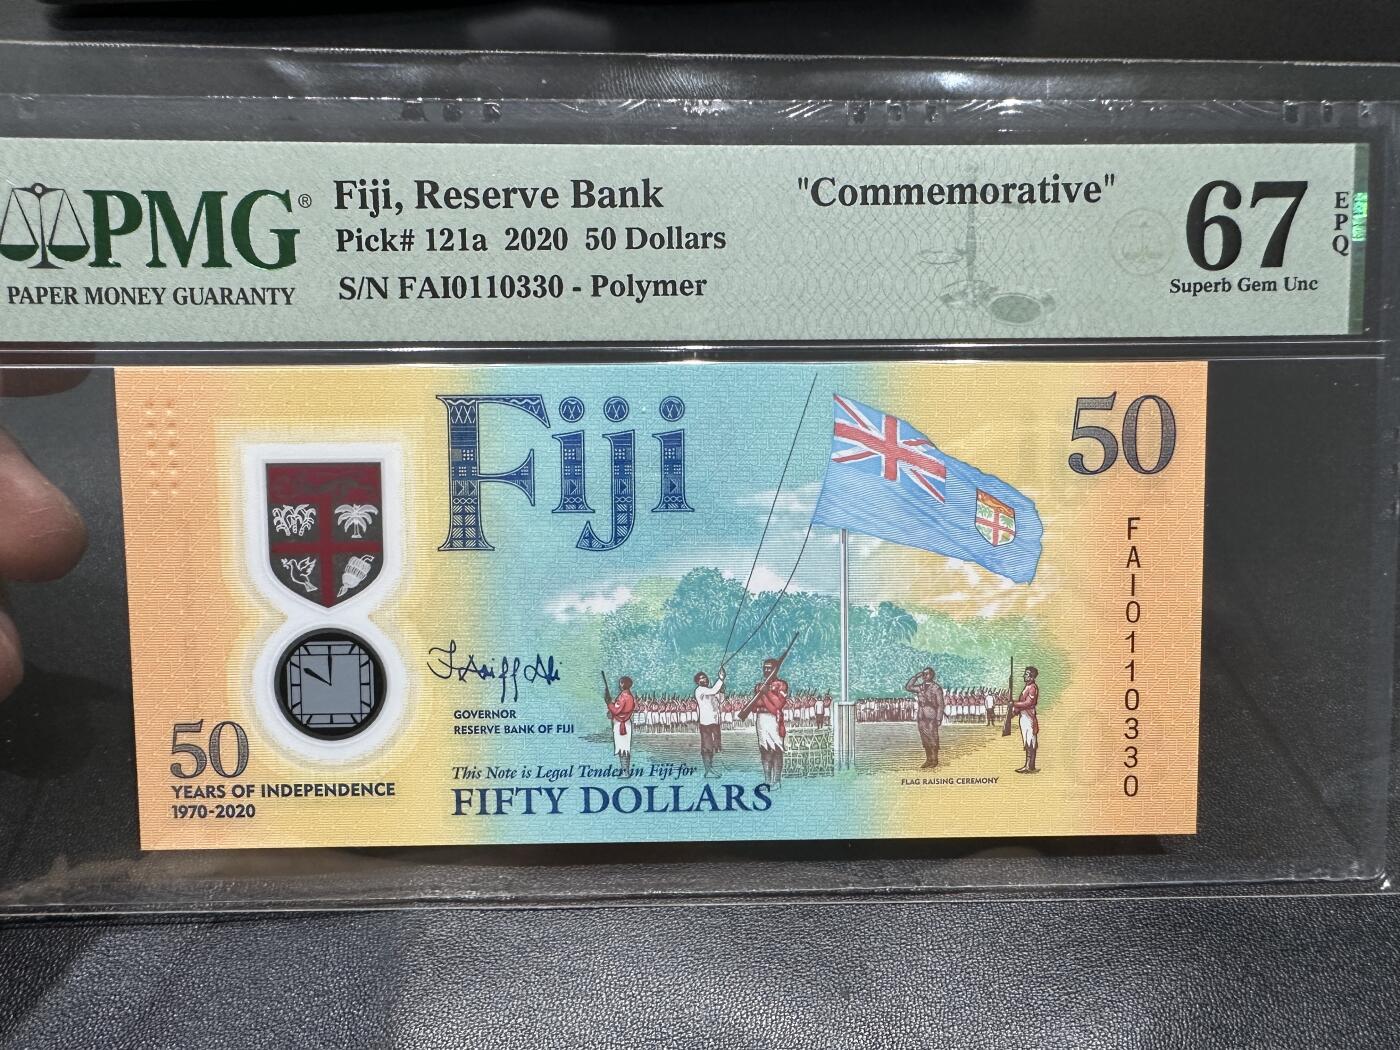 PMG®
PAPER MONEY GUARANTY
Fiji, Reserve Bank
Pick# 121a 2020 50 Dollars
S/N FAI0110330 - Polymer
"Commemorative"
67
EPQ
Superb Gem Unc
Fiji
50
FAI0110330
GOVERNOR
RESERVE BANK OF FIJI
This Note is Legal Tender in Fiji for
FIFTY DOLLARS
FLAG RAISING CEREMONY
50
YEARS OF INDEPENDENCE
1970-2020